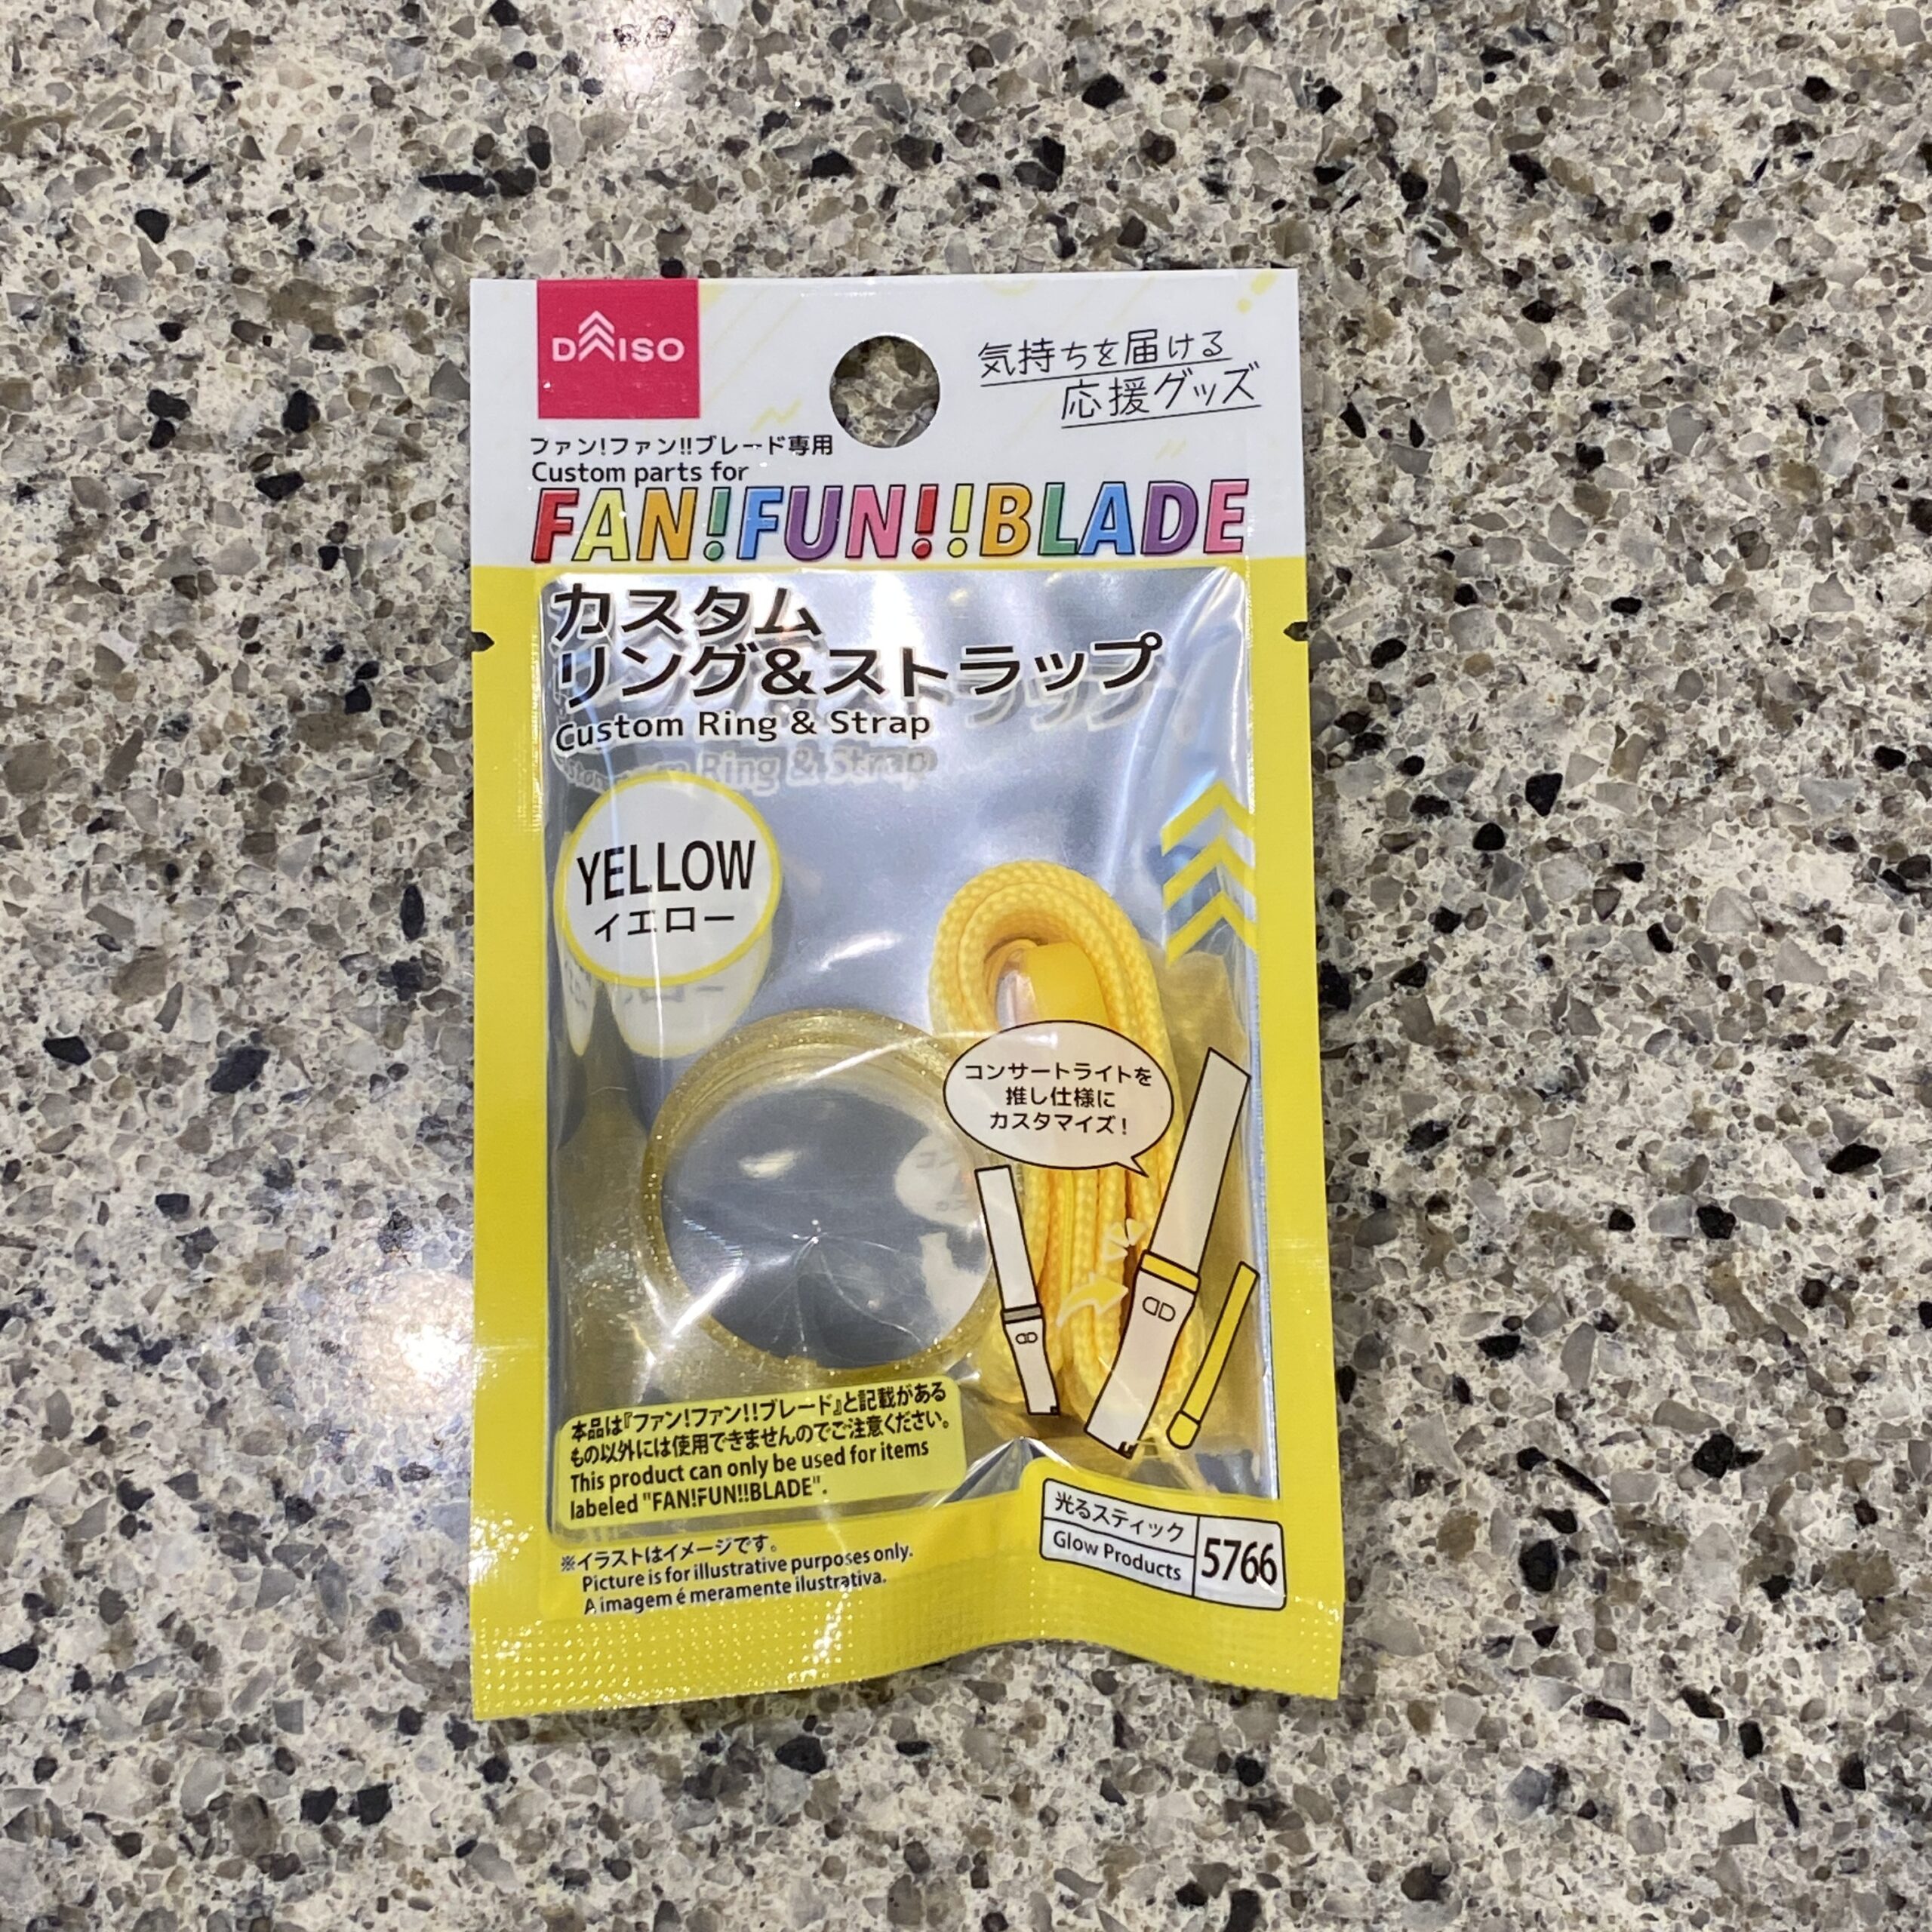 DAISO
気持ちを届ける
応援グッズ
ファン!ファン!!ブレード専用
Custom parts for
FAN!FUN!!BLADE
カスタム
リング&ストラップ
Custom Ring & Strap
YELLOW
イエロー
コンサートライトを
推し仕様に
カスタマイズ!
本品は『ファン!ファン!!ブレード』と記載がある
もの以外には使用できませんのでご注意ください。
This product can only be used for items
labeled "FAN!FUN!!BLADE".
※イラストはイメージです。
Picture is for illustrative purposes only.
A imagem é meramente ilustrativa.
光るスティック
Glow Products
5766